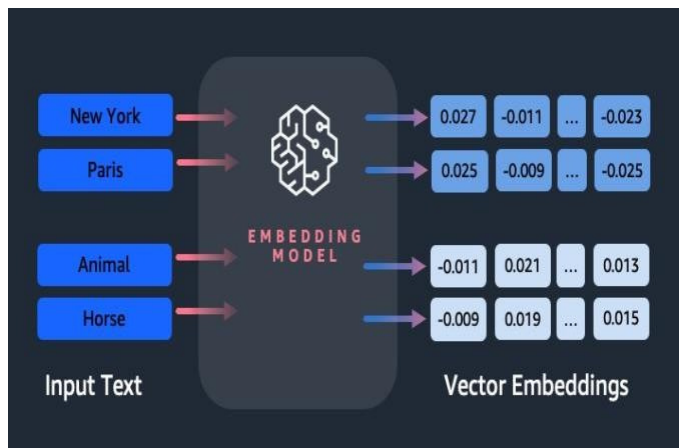 New York 0.027 -0.011 ... -0.023
Paris 0.025 -0.009 ... -0.025
EMBEDDING
MODEL
Animal -0.011 0.021 ... 0.013
Horse -0.009 0.019 ... 0.015
Input Text Vector Embeddings